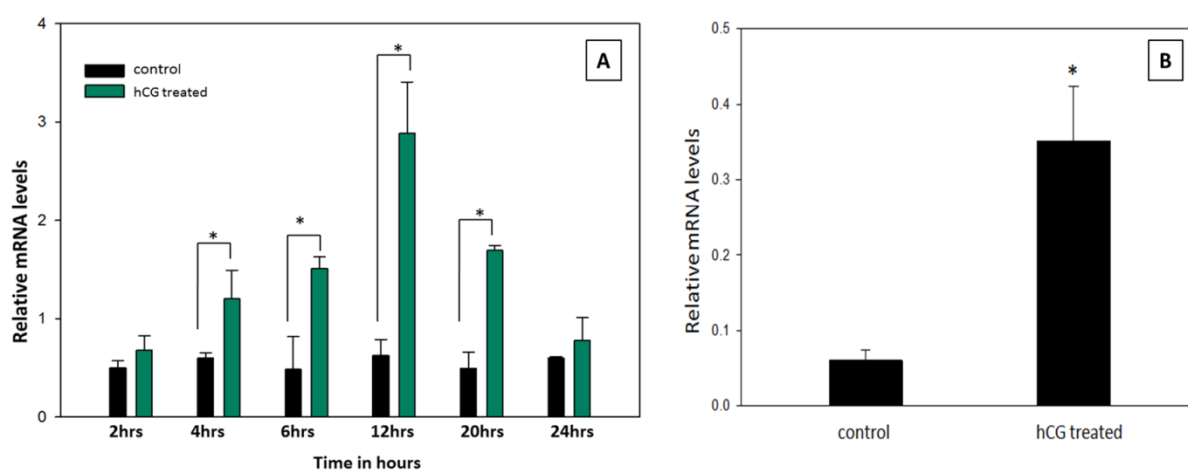 A
control
hCG treated
Relative mRNA levels
4
3
2
1
0
*
*
*
*
2hrs 4hrs 6hrs 12hrs 20hrs 24hrs
Time in hours
B
Relative mRNA levels
0.5
0.4
0.3
0.2
0.1
0.0
*
control hCG treated